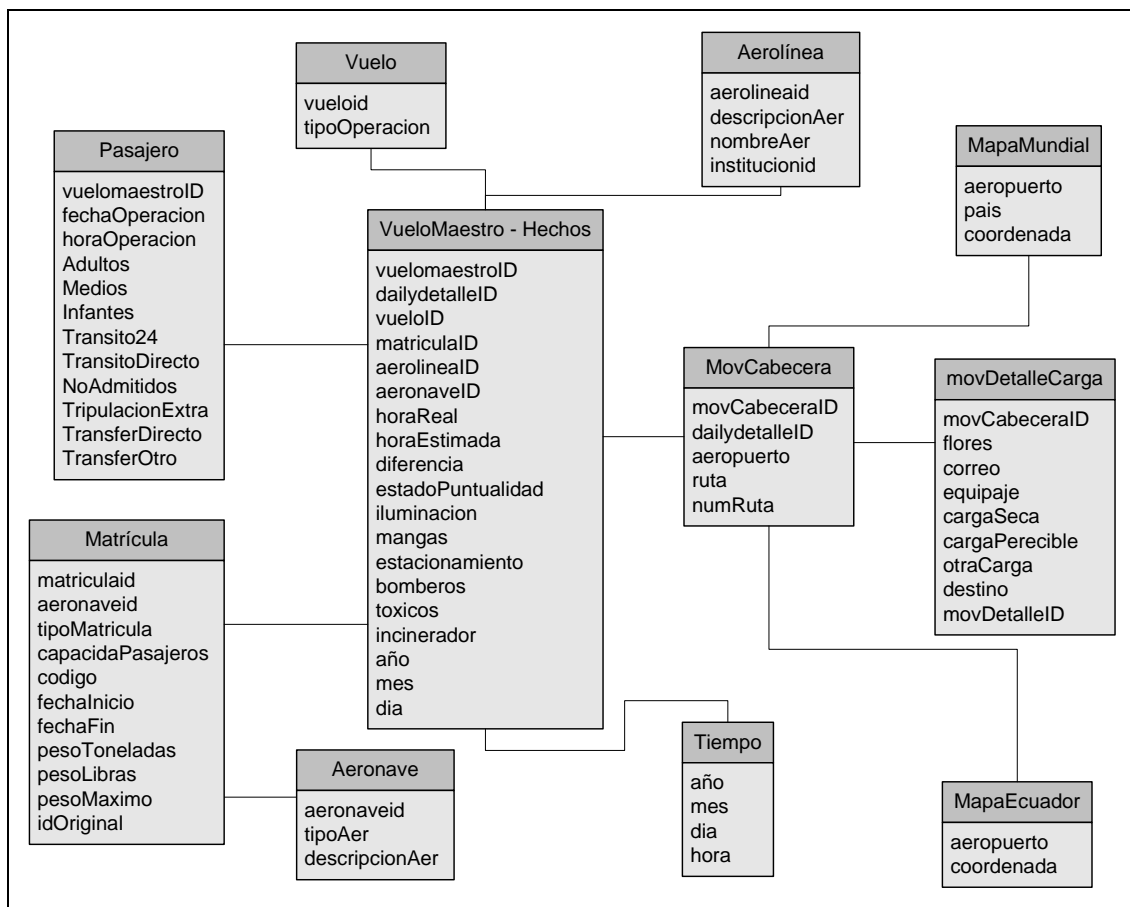 Vuelo
vueloid
tipoOperacion
Aerolínea
aerolineaid
descripcionAer
nombreAer
institucionid
Pasajero
vuelomaestroID
fechaOperacion
horaOperacion
Adultos
Medios
Infantes
Transito24
TransitoDirecto
NoAdmitidos
TripulacionExtra
TransferDirecto
TransferOtro
MapaMundial
aeropuerto
pais
coordenada
VueloMaestro - Hechos
vuelomaestroID
dailydetalleID
vueloID
matriculaID
aerolineaID
aeronaveID
horaReal
horaEstimada
diferencia
estadoPuntualidad
iluminacion
mangas
estacionamiento
bomberos
toxicos
incinerador
año
mes
dia
MovCabecera
movCabeceraID
dailydetalleID
aeropuerto
ruta
numRuta
movDetalleCarga
movCabeceraID
flores
correo
equipaje
cargaSeca
cargaPerecible
otraCarga
destino
movDetalleID
Matrícula
matriculaid
aeronaveid
tipoMatricula
capacidaPasajeros
codigo
fechaInicio
fechaFin
pesoToneladas
pesoLibras
pesoMaximo
idOriginal
Aeronave
aeronaveid
tipoAer
descripcionAer
Tiempo
año
mes
dia
hora
MapaEcuador
aeropuerto
coordenada